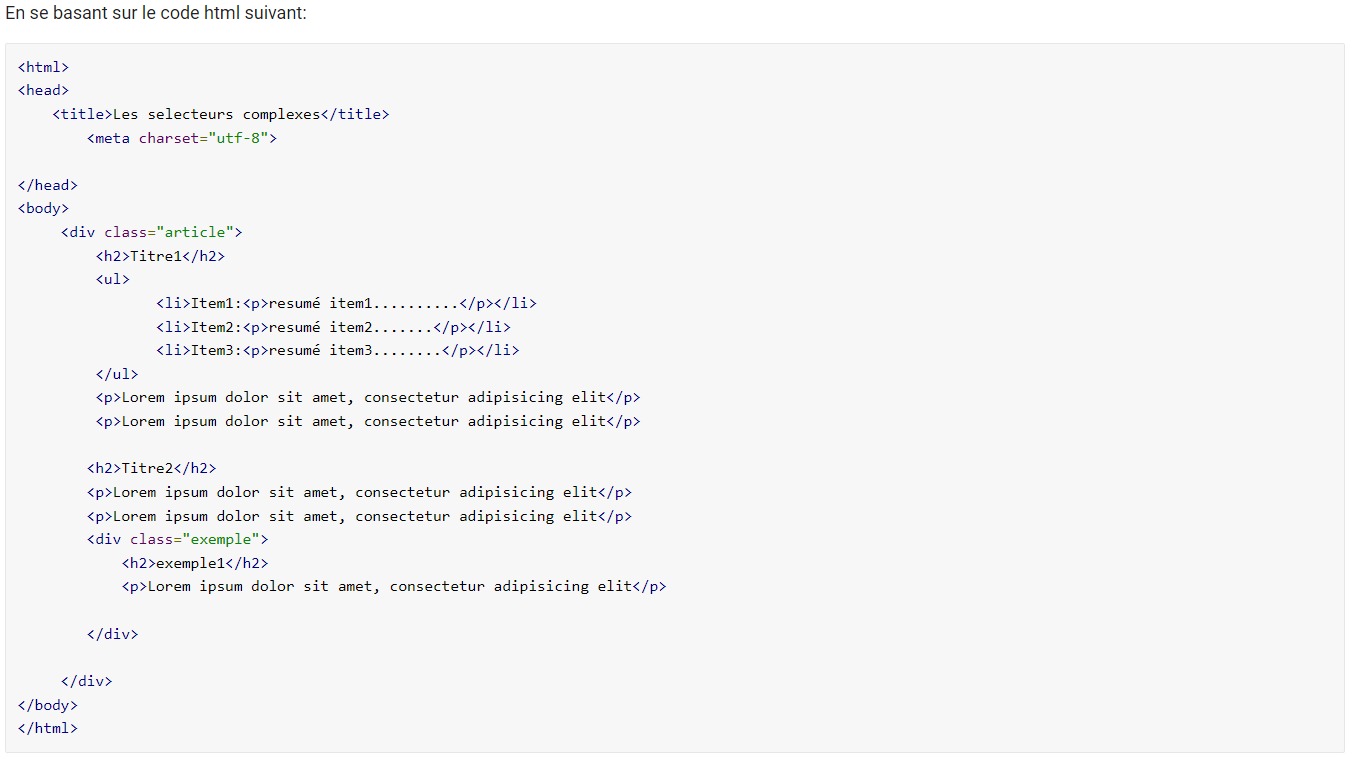 En se basant sur le code html suivant:
<html>
<head>
    <title>Les selecteurs complexes</title>
        <meta charset="utf-8">
</head>
<body>
     <div class="article">
         <h2>Titre1</h2>
         <ul>
                <li>Item1:<p>resumé item1..........</p></li>
                <li>Item2:<p>resumé item2.......</p></li>
                <li>Item3:<p>resumé item3........</p></li>
         </ul>
         <p>Lorem ipsum dolor sit amet, consectetur adipisicing elit</p>
         <p>Lorem ipsum dolor sit amet, consectetur adipisicing elit</p>
        <h2>Titre2</h2>
        <p>Lorem ipsum dolor sit amet, consectetur adipisicing elit</p>
        <p>Lorem ipsum dolor sit amet, consectetur adipisicing elit</p>
        <div class="exemple">
            <h2>exemple1</h2>
            <p>Lorem ipsum dolor sit amet, consectetur adipisicing elit</p>
        </div>
     </div>
</body>
</html>